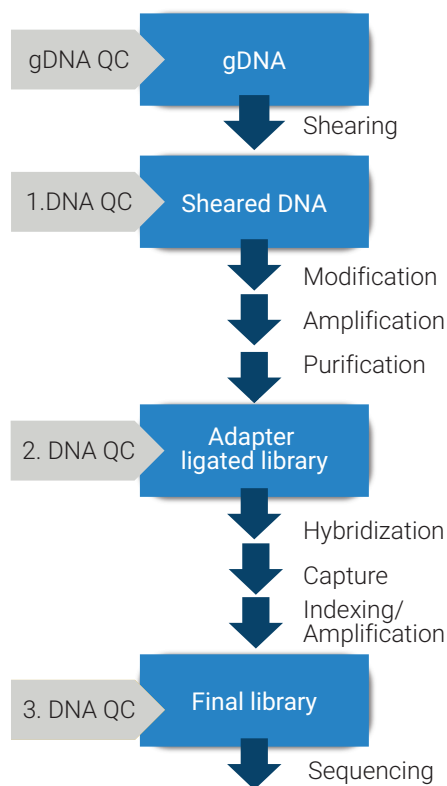 gDNA QC
gDNA
Shearing
1.DNA QC
Sheared DNA
Modification
Amplification
Purification
2. DNA QC
Adapter
ligated library
Hybridization
Capture
Indexing/
Amplification
3. DNA QC
Final library
Sequencing